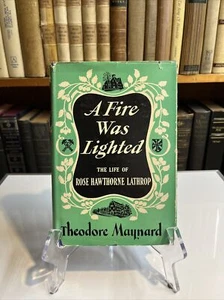 A Fire
Was
Lighted
THE LIFE OF
ROSE HAWTHORNE LATHROP
Theodore Maynard